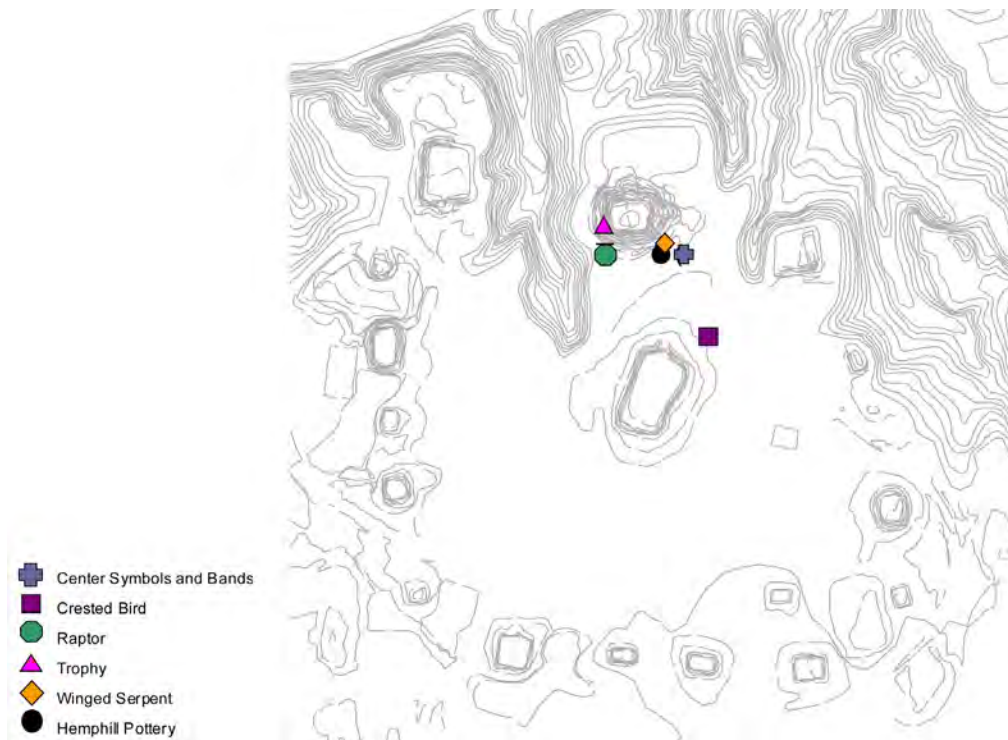 Center Symbols and Bands
Crested Bird
Raptor
Trophy
Winged Serpent
Hemphill Pottery